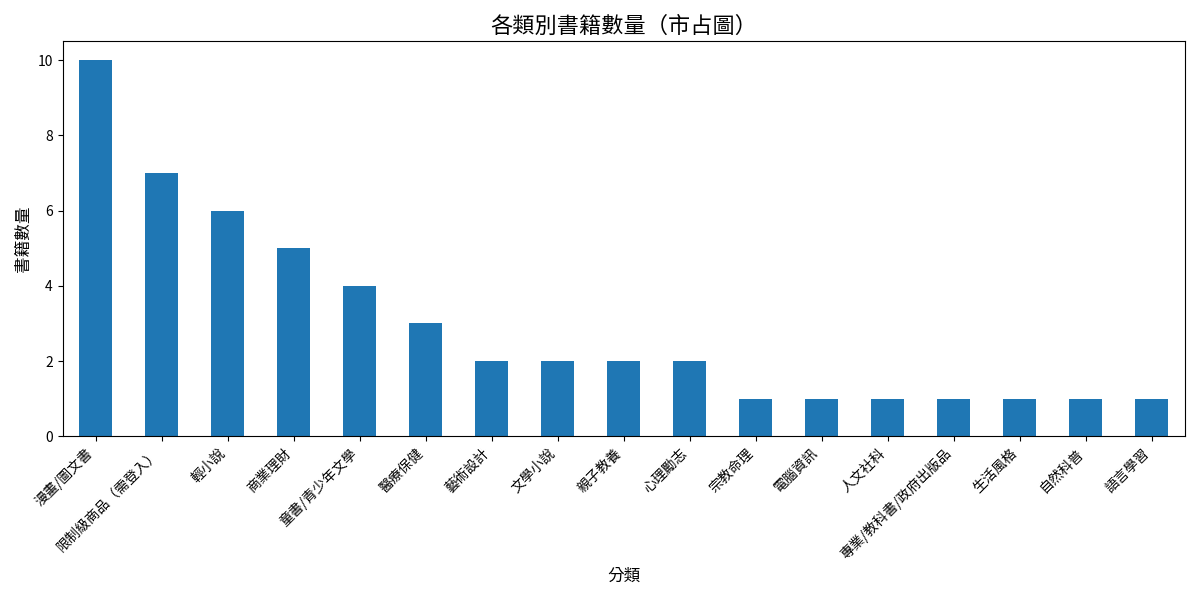 各類別書籍數量（市占圖）
書籍數量
10
8
6
4
2
0
漫畫/圖文書
限制級商品（需登入）
輕小說
商業理財
童書/青少年文學
醫療保健
藝術設計
文學小說
親子教養
心理勵志
宗教命理
電腦資訊
人文社科
專業/教科書/政府出版品
生活風格
自然科普
語言學習
分類